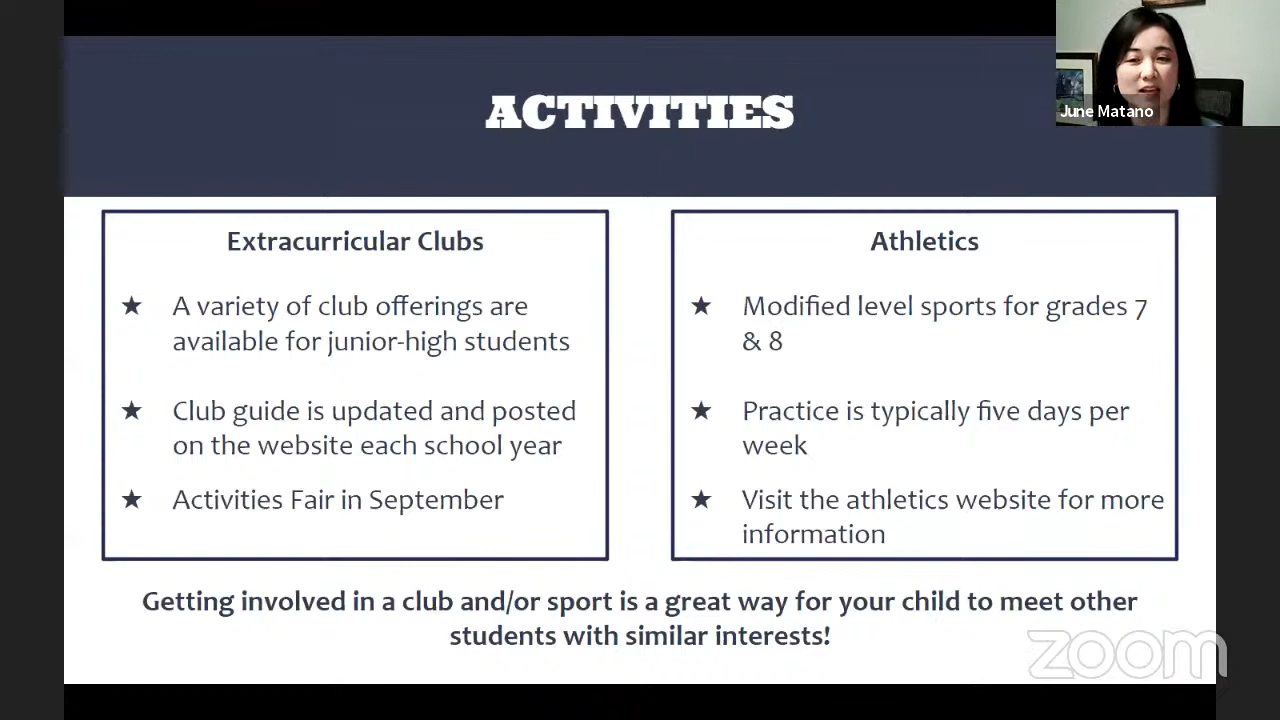 ACTIVITIES
June Matano
Extracurricular Clubs
★ A variety of club offerings are
available for junior-high students
★ Club guide is updated and posted
on the website each school year
★ Activities Fair in September
Athletics
★ Modified level sports for grades 7
& 8
★ Practice is typically five days per
week
★ Visit the athletics website for more
information
Getting involved in a club and/or sport is a great way for your child to meet other
students with similar interests!
zoom